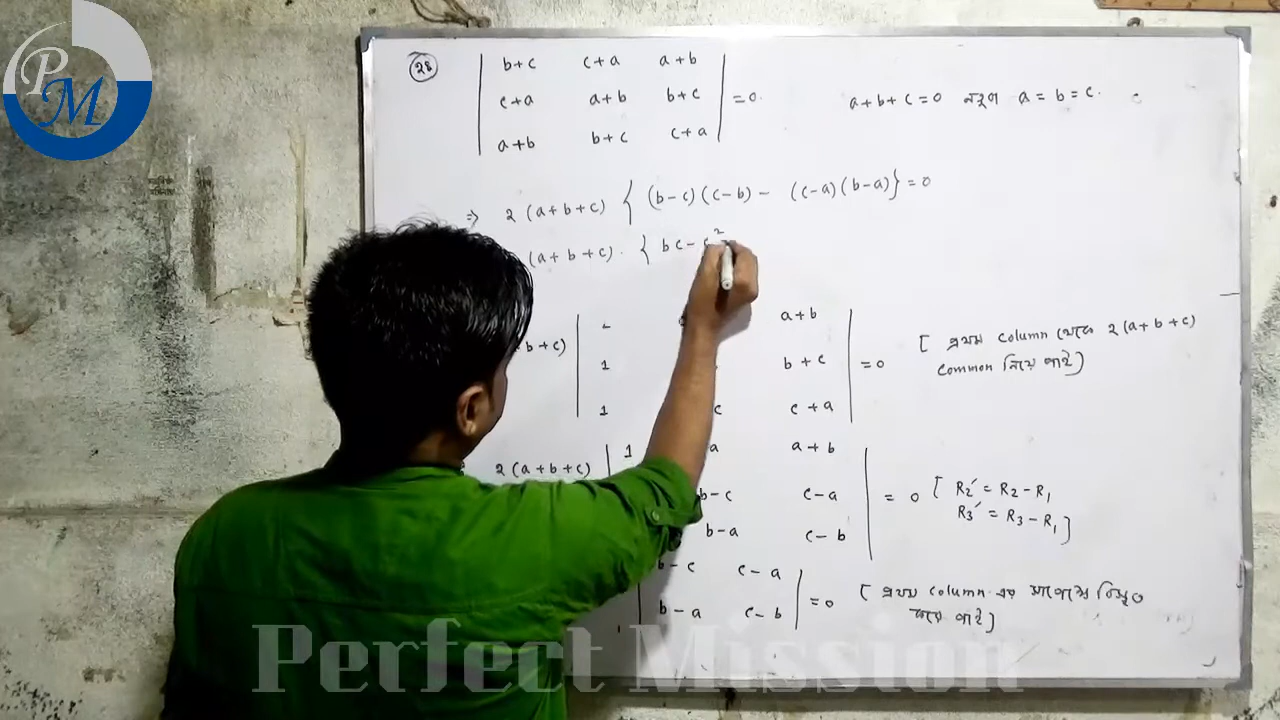 PM
২৪
b+c c+a a+b
c+a a+b b+c =0.
a+b b+c c+a
a+b+c=0 a=b=c.
⇒ 2(a+b+c) { (b-c)(c-b) - (c-a)(b-a)} = 0
(a+b+c). { bc - c²
a+b
+b+c) 1 b+c =0
1 c c+a
[ প্রথম column থেকে 2(a+b+c)
common নিয়ে পাই]
2(a+b+c) 1 a a+b
b-c c-a = 0
b-a c-b
[ R₂′ = R₂ - R₁
R₃′ = R₃ - R₁ ]
b-c c-a
b-a c-b =0
[ প্রথম column এর সাপেক্ষে বিস্তৃত
করে পাই]
Perfect Mission